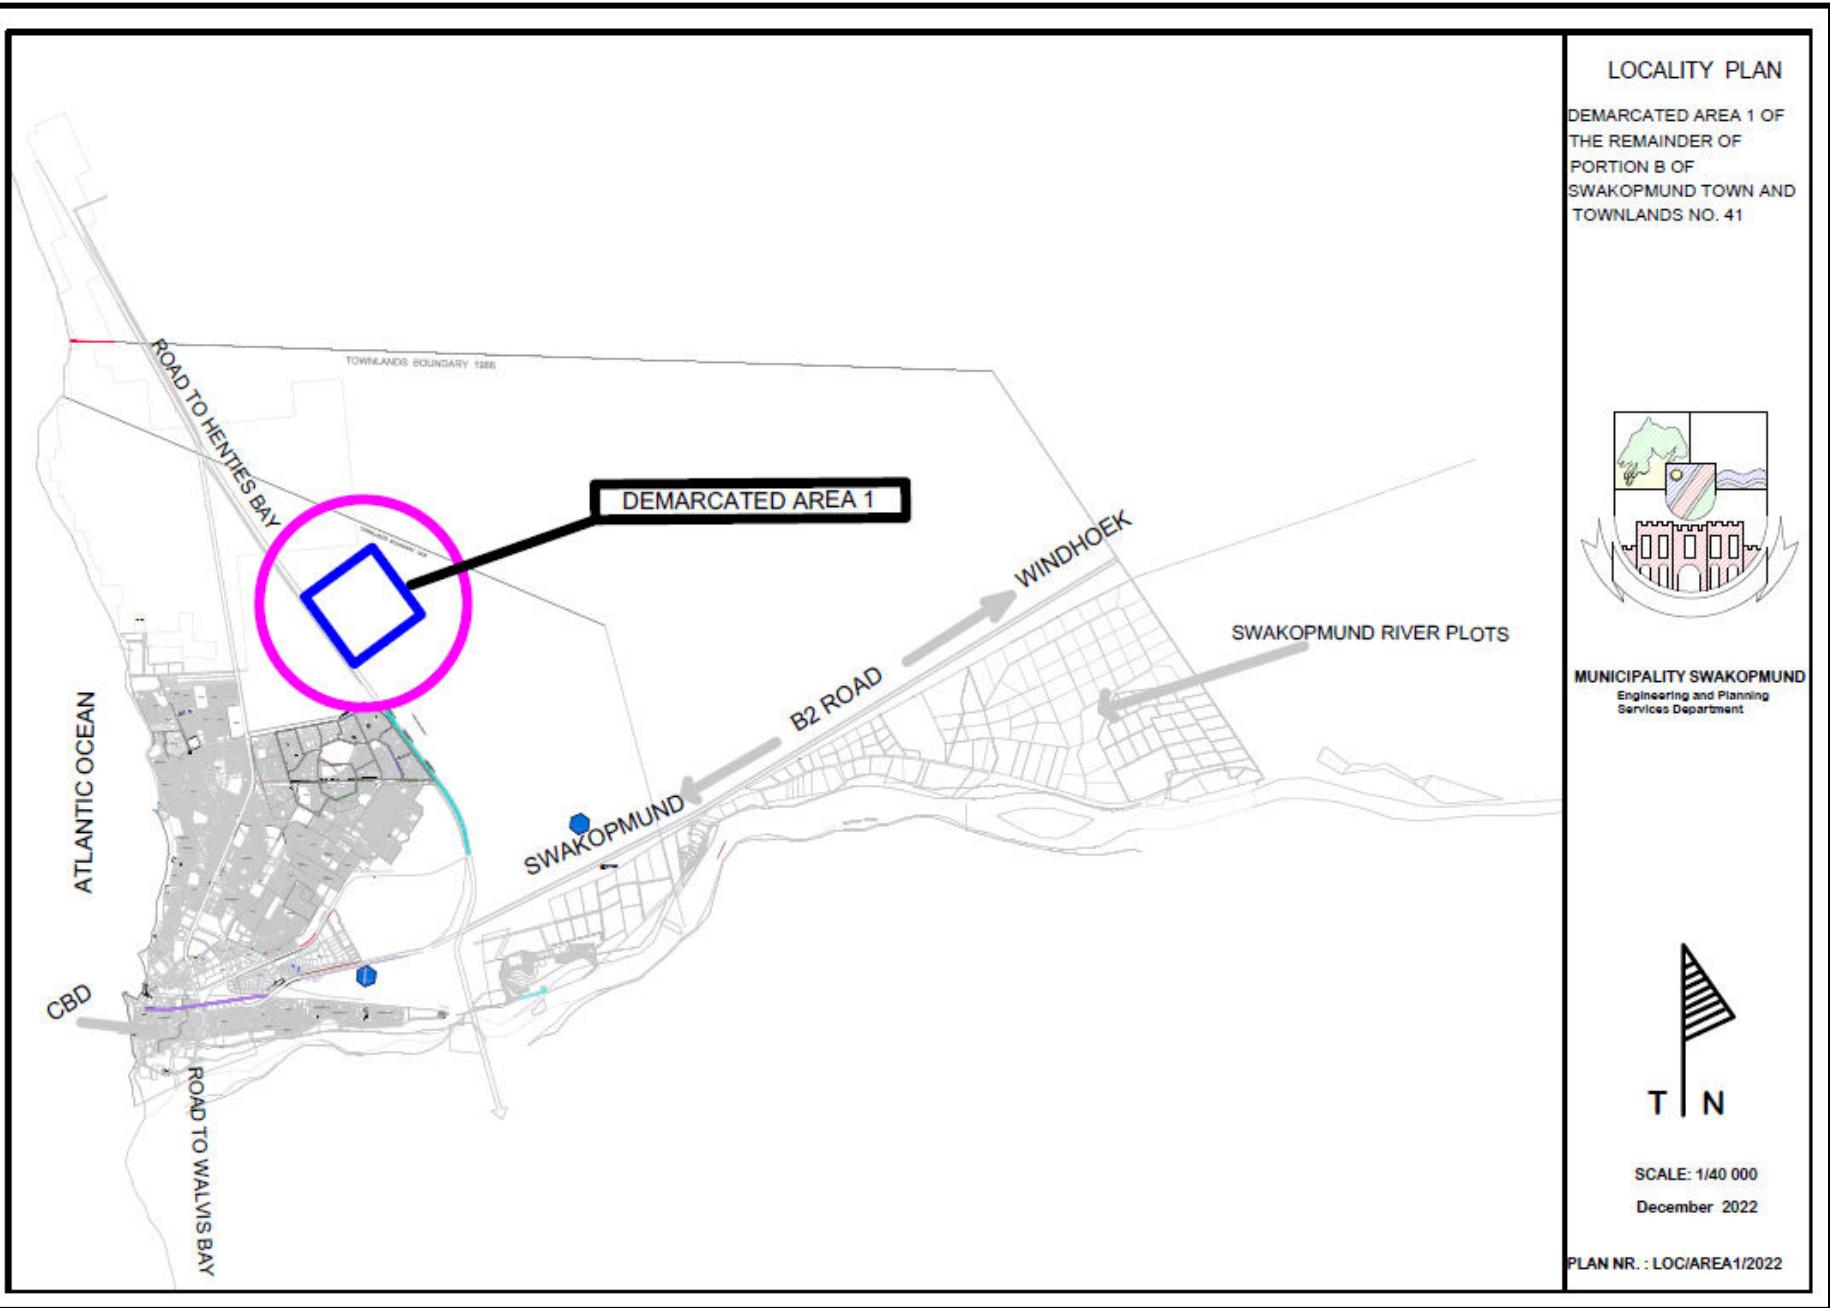 LOCALITY PLAN
DEMARCATED AREA 1 OF
THE REMAINDER OF
PORTION B OF
SWAKOPMUND TOWN AND
TOWNLANDS NO. 41
TOWNLANDS BOUNDARY 1986
ROAD TO HENTIES BAY
DEMARCATED AREA 1
WINDHOEK
SWAKOPMUND RIVER PLOTS
B2 ROAD
SWAKOPMUND
ATLANTIC OCEAN
CBD
ROAD TO WALVIS BAY
MUNICIPALITY SWAKOPMUND
Engineering and Planning
Services Department
T N
SCALE: 1/40 000
December 2022
PLAN NR. : LOC/AREA1/2022